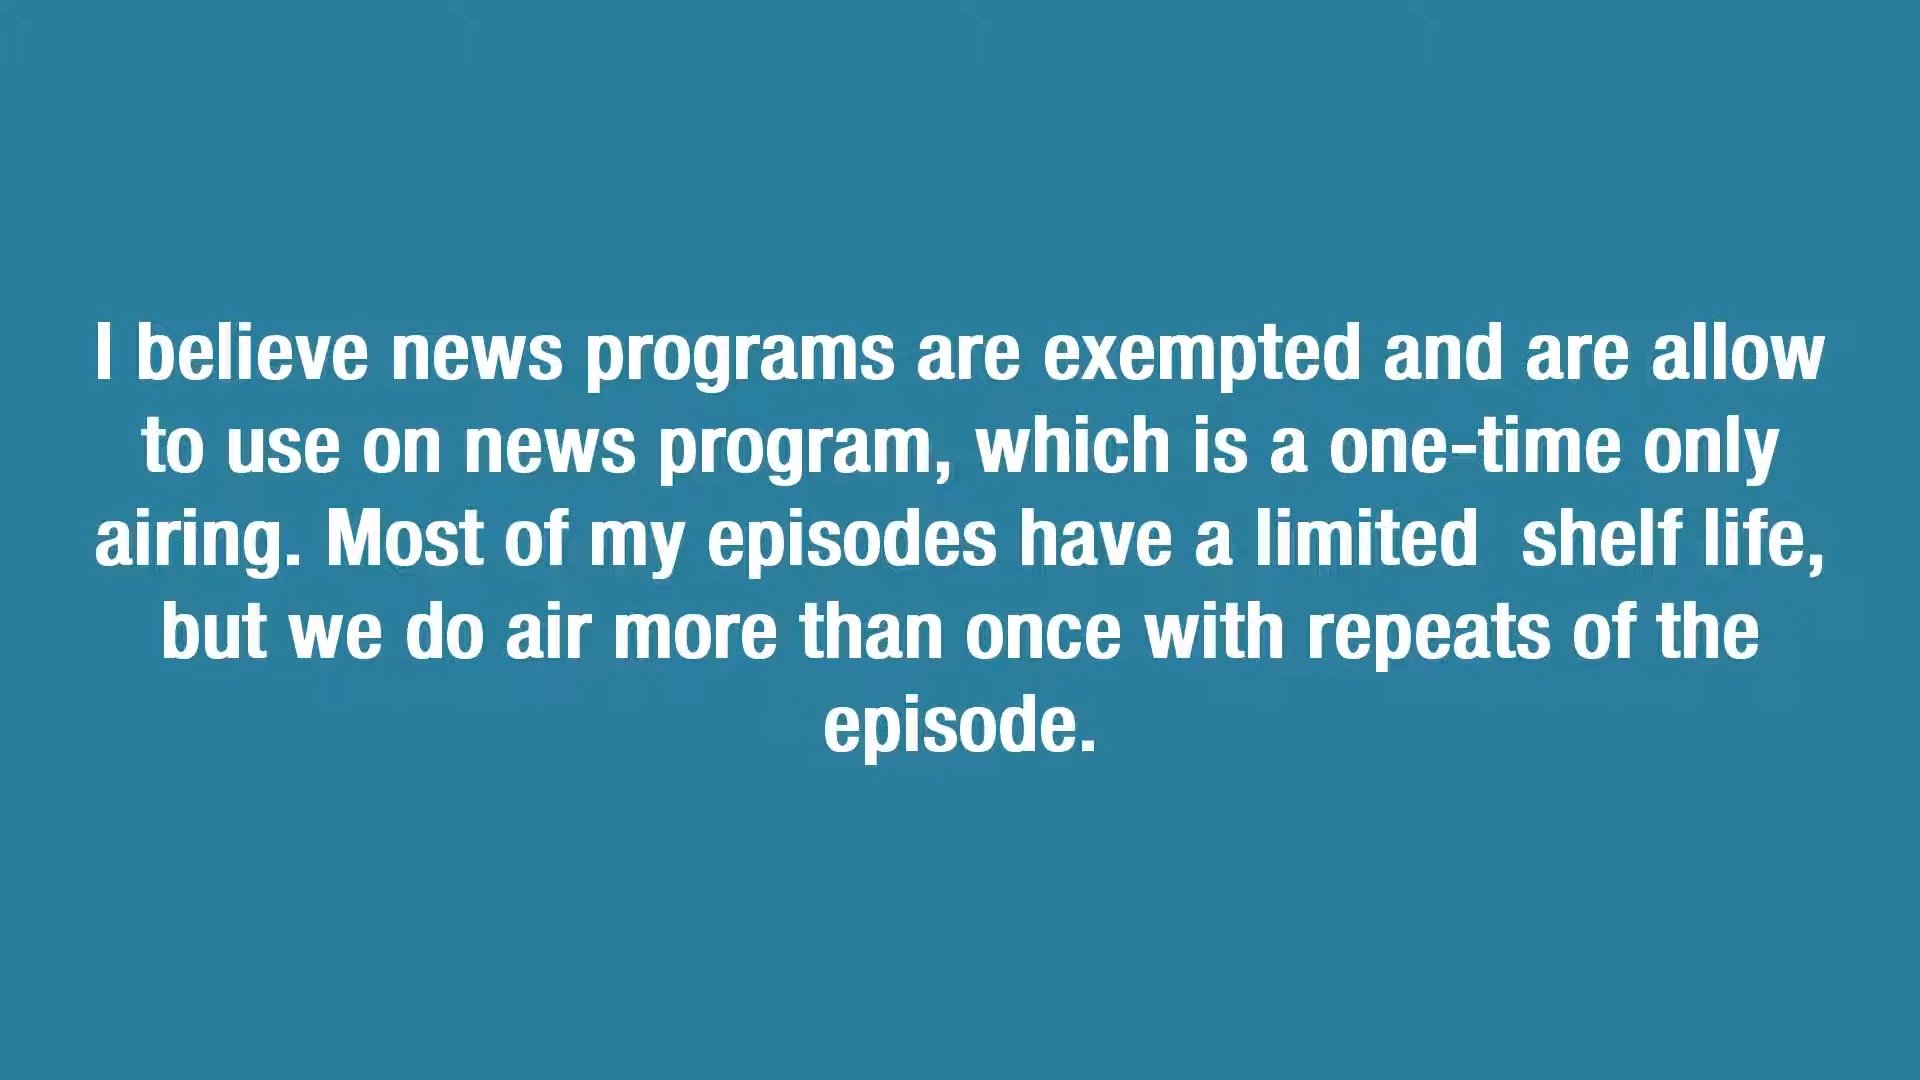 I believe news programs are exempted and are allow
to use on news program, which is a one-time only
airing. Most of my episodes have a limited  shelf life,
but we do air more than once with repeats of the
episode.